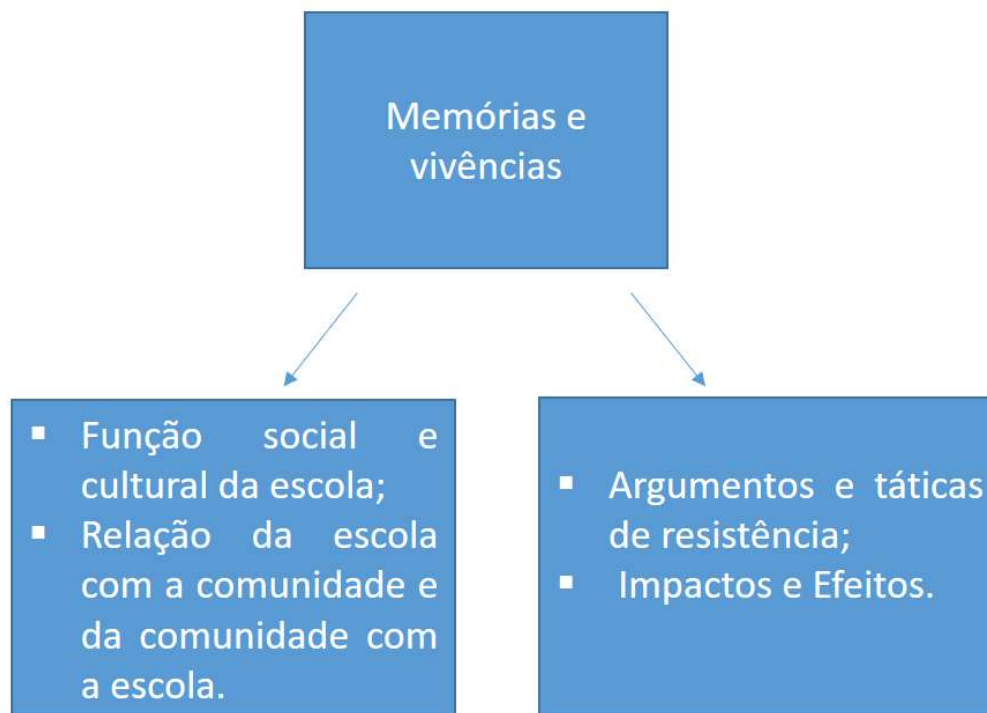 Memórias e
vivências
▪ Função social e
cultural da escola;
▪ Relação da escola
com a comunidade e
da comunidade com
a escola.
▪ Argumentos e táticas
de resistência;
▪ Impactos e Efeitos.